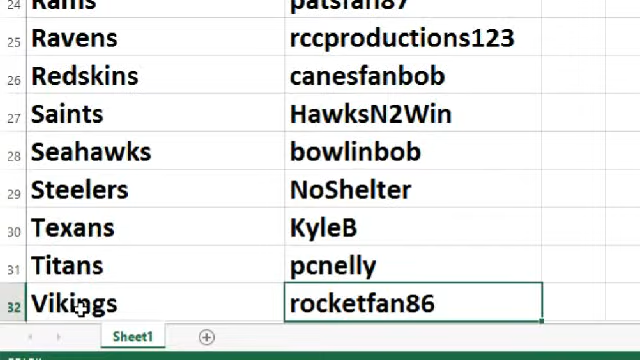 24 Rams patsfan87
25 Ravens rccproductions123
26 Redskins canesfanbob
27 Saints HawksN2Win
28 Seahawks bowlinbob
29 Steelers NoShelter
30 Texans KyleB
31 Titans pcnelly
32 Vikings rocketfan86
Sheet1